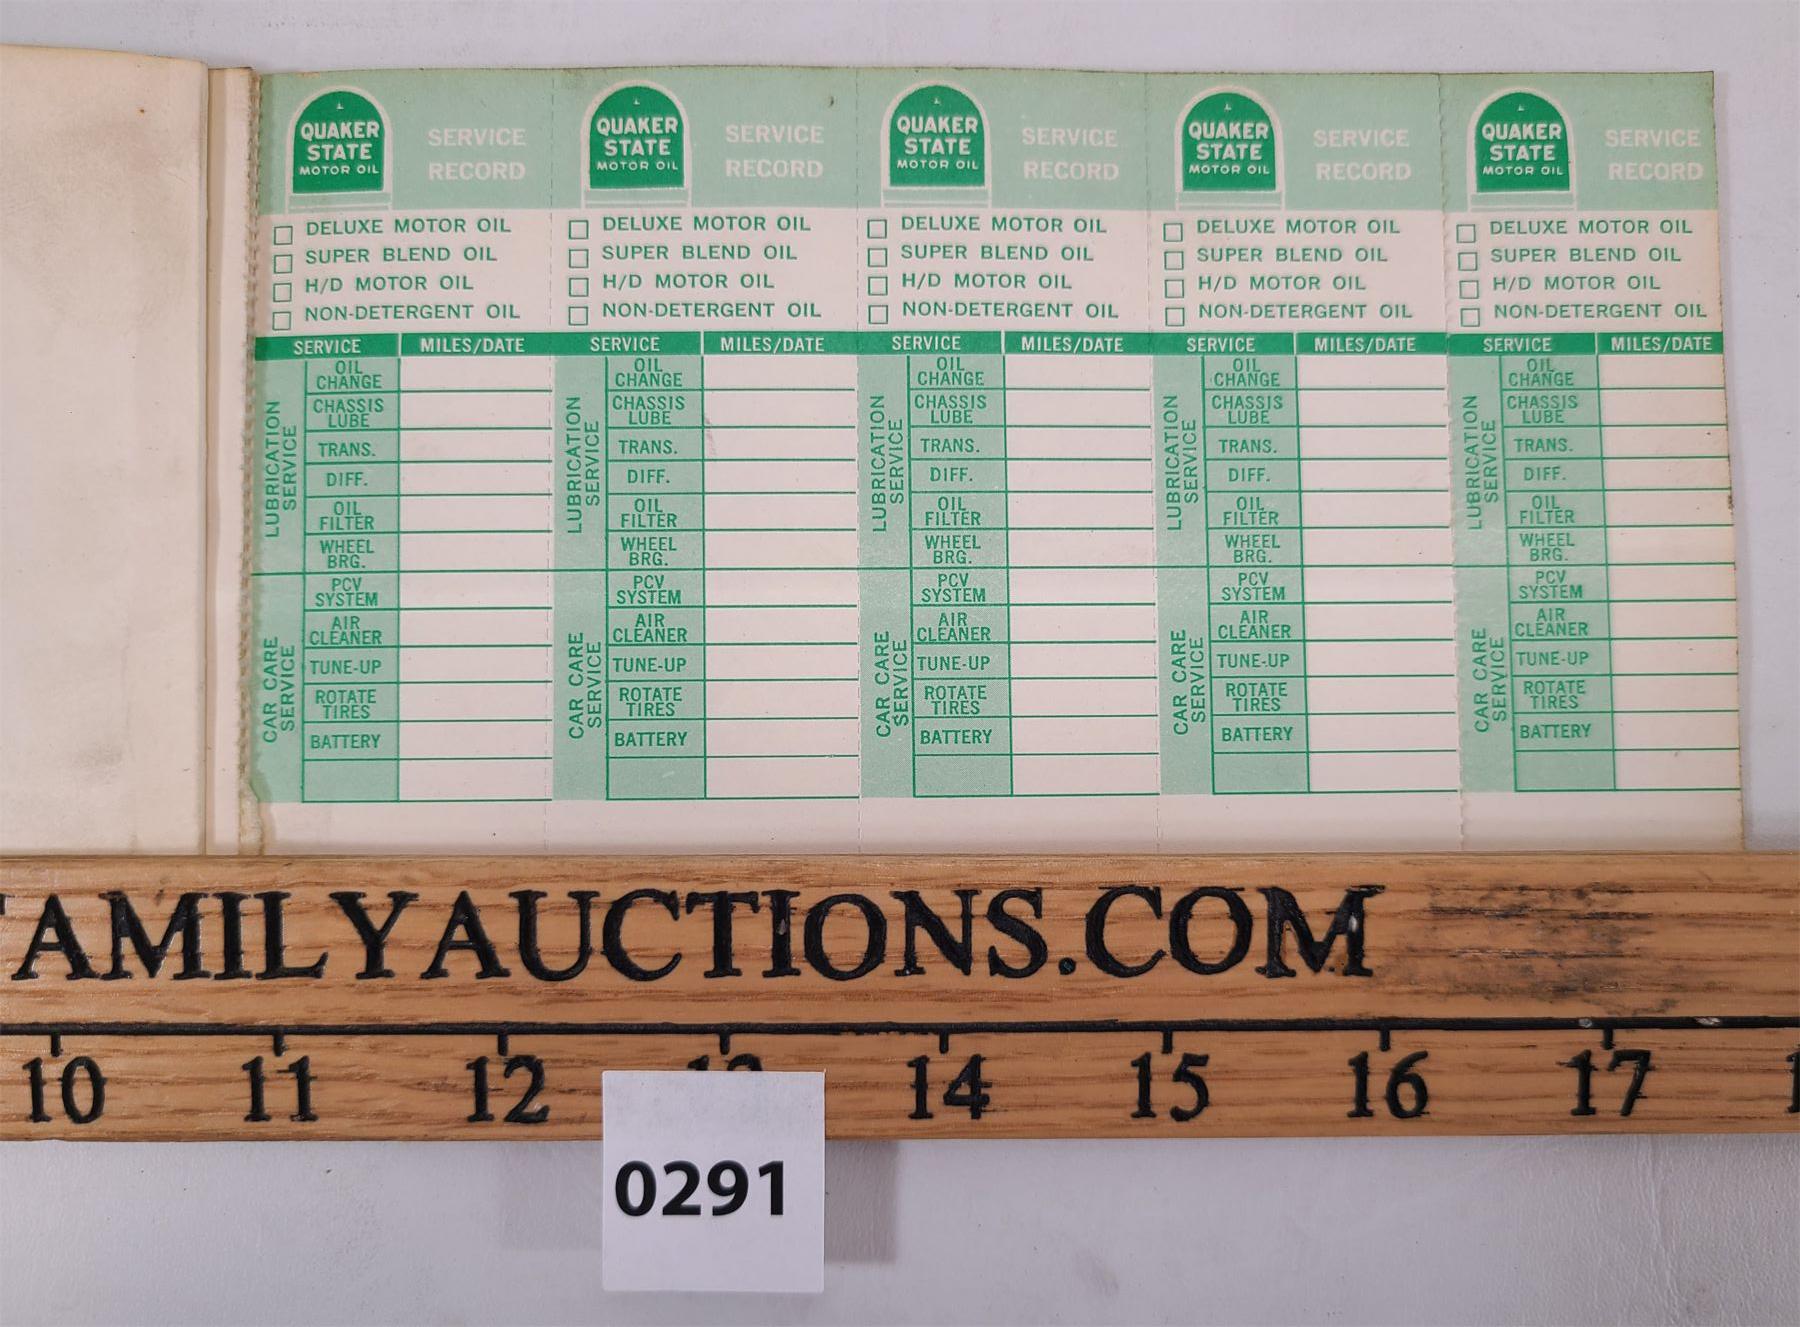 QUAKER
STATE
MOTOR OIL
SERVICE
RECORD
DELUXE MOTOR OIL
SUPER BLEND OIL
H/D MOTOR OIL
NON-DETERGENT OIL
SERVICE MILES/DATE
LUBRICATION
SERVICE
OIL
CHANGE
CHASSIS
LUBE
TRANS.
DIFF.
OIL
FILTER
WHEEL
BRG.
CAR CARE
SERVICE
PCV
SYSTEM
AIR
CLEANER
TUNE-UP
ROTATE
TIRES
BATTERY
QUAKER
STATE
MOTOR OIL
SERVICE
RECORD
DELUXE MOTOR OIL
SUPER BLEND OIL
H/D MOTOR OIL
NON-DETERGENT OIL
SERVICE MILES/DATE
LUBRICATION
SERVICE
OIL
CHANGE
CHASSIS
LUBE
TRANS.
DIFF.
OIL
FILTER
WHEEL
BRG.
CAR CARE
SERVICE
PCV
SYSTEM
AIR
CLEANER
TUNE-UP
ROTATE
TIRES
BATTERY
QUAKER
STATE
MOTOR OIL
SERVICE
RECORD
DELUXE MOTOR OIL
SUPER BLEND OIL
H/D MOTOR OIL
NON-DETERGENT OIL
SERVICE MILES/DATE
LUBRICATION
SERVICE
OIL
CHANGE
CHASSIS
LUBE
TRANS.
DIFF.
OIL
FILTER
WHEEL
BRG.
CAR CARE
SERVICE
PCV
SYSTEM
AIR
CLEANER
TUNE-UP
ROTATE
TIRES
BATTERY
QUAKER
STATE
MOTOR OIL
SERVICE
RECORD
DELUXE MOTOR OIL
SUPER BLEND OIL
H/D MOTOR OIL
NON-DETERGENT OIL
SERVICE MILES/DATE
LUBRICATION
SERVICE
OIL
CHANGE
CHASSIS
LUBE
TRANS.
DIFF.
OIL
FILTER
WHEEL
BRG.
CAR CARE
SERVICE
PCV
SYSTEM
AIR
CLEANER
TUNE-UP
ROTATE
TIRES
BATTERY
QUAKER
STATE
MOTOR OIL
SERVICE
RECORD
DELUXE MOTOR OIL
SUPER BLEND OIL
H/D MOTOR OIL
NON-DETERGENT OIL
SERVICE MILES/DATE
LUBRICATION
SERVICE
OIL
CHANGE
CHASSIS
LUBE
TRANS.
DIFF.
OIL
FILTER
WHEEL
BRG.
CAR CARE
SERVICE
PCV
SYSTEM
AIR
CLEANER
TUNE-UP
ROTATE
TIRES
BATTERY
FAMILYAUCTIONS.COM
10 11 12 13 14 15 16 17
0291